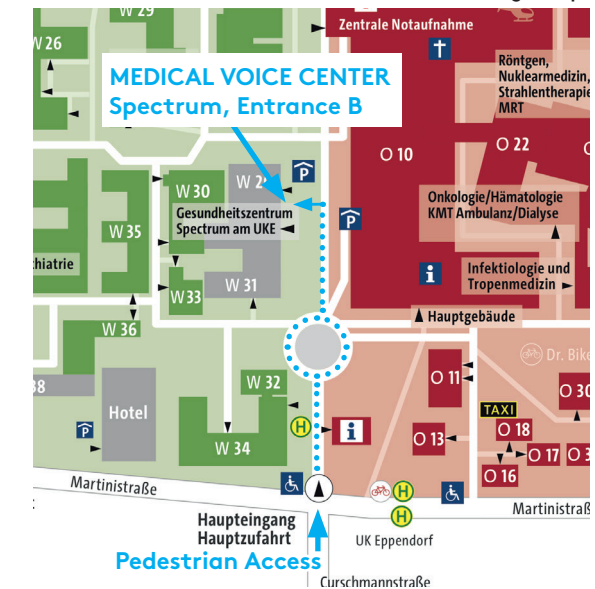 W 29
Zentrale Notaufnahme
W 26
MEDICAL VOICE CENTER
Spectrum, Entrance B
Röntgen,
Nuklearmedizin,
Strahlentherapie
MRT
O 10
O 22
P
W 30
Gesundheitszentrum
Spectrum am UKE
Onkologie/Hämatologie
KMT Ambulanz/Dialyse
P
W 35
chiatrie
Infektiologie und
Tropenmedizin
i
W 31
W 33
Hauptgebäude
W 36
Dr. Bike
O 11
W 32
38
O 30
Hotel
TAXI
P
H
i
O 18
O 13
W 34
O 17
O 16
Martinistraße
H
Martinistraß
H
Haupteingang
Hauptzufahrt
UK Eppendorf
Pedestrian Access
Curschmannstraße